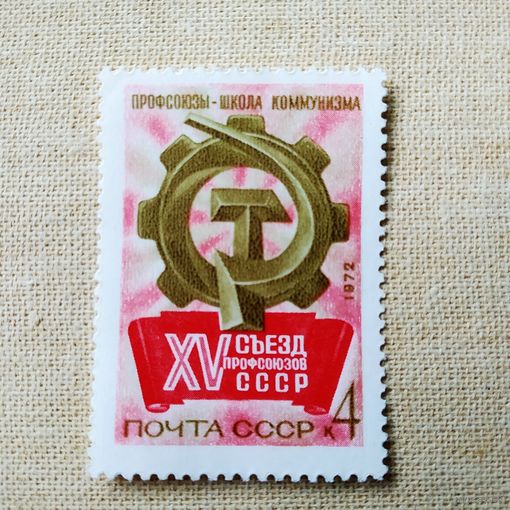 ПРОФСОЮЗЫ - ШКОЛА КОММУНИЗМА
1972
XV СЪЕЗД
ПРОФСОЮЗОВ
СССР
ПОЧТА СССР К 4